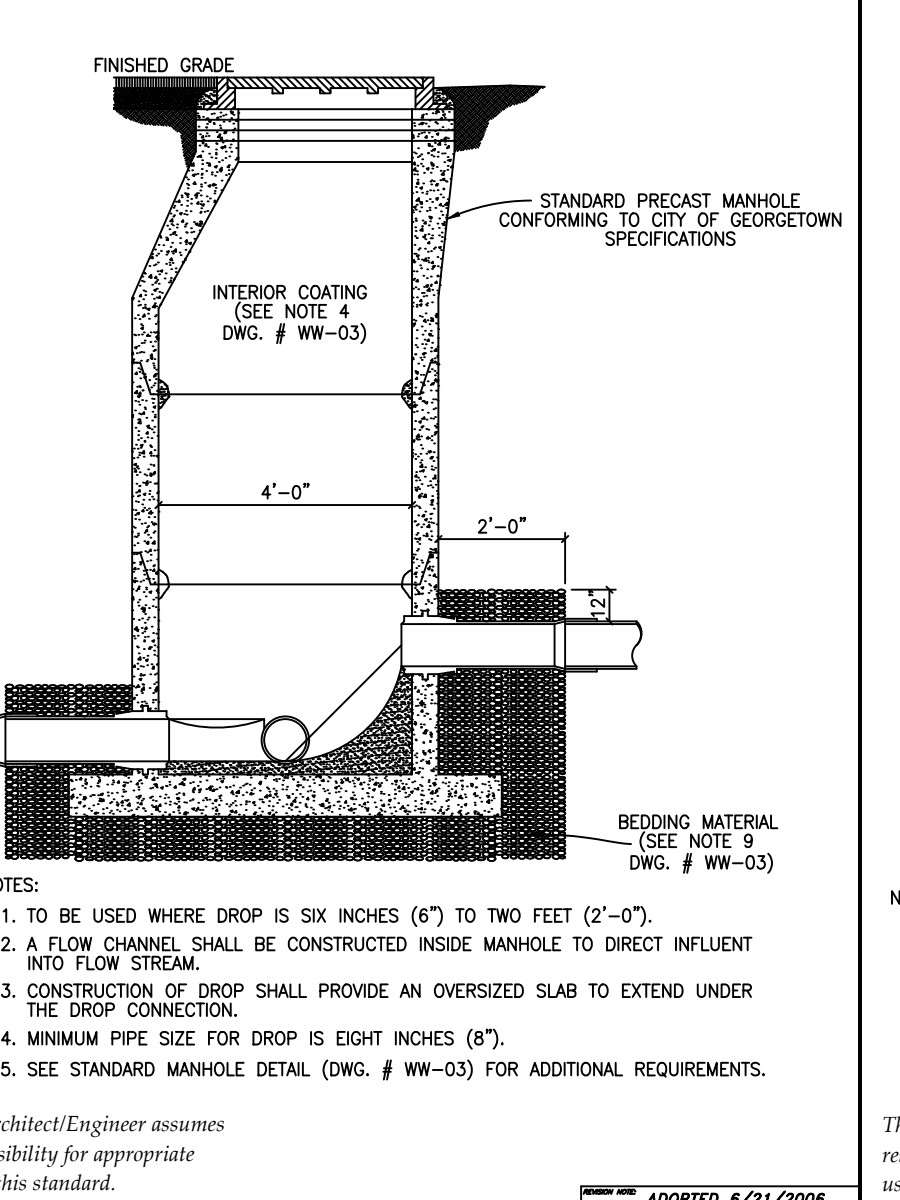 FINISHED GRADE
STANDARD PRECAST MANHOLE
CONFORMING TO CITY OF GEORGETOWN
SPECIFICATIONS
INTERIOR COATING
(SEE NOTE 4
DWG. # WW-03)
4'-0"
2'-0"
12"
BEDDING MATERIAL
(SEE NOTE 9
DWG. # WW-03)
OTES:
1. TO BE USED WHERE DROP IS SIX INCHES (6") TO TWO FEET (2'-0").
2. A FLOW CHANNEL SHALL BE CONSTRUCTED INSIDE MANHOLE TO DIRECT INFLUENT
INTO FLOW STREAM.
3. CONSTRUCTION OF DROP SHALL PROVIDE AN OVERSIZED SLAB TO EXTEND UNDER
THE DROP CONNECTION.
4. MINIMUM PIPE SIZE FOR DROP IS EIGHT INCHES (8").
5. SEE STANDARD MANHOLE DETAIL (DWG. # WW-03) FOR ADDITIONAL REQUIREMENTS.
rchitect/Engineer assumes
sibility for appropriate
this standard.
REVISION NOTE:
ADOPTED 6/21/2006
N
Th
re
us